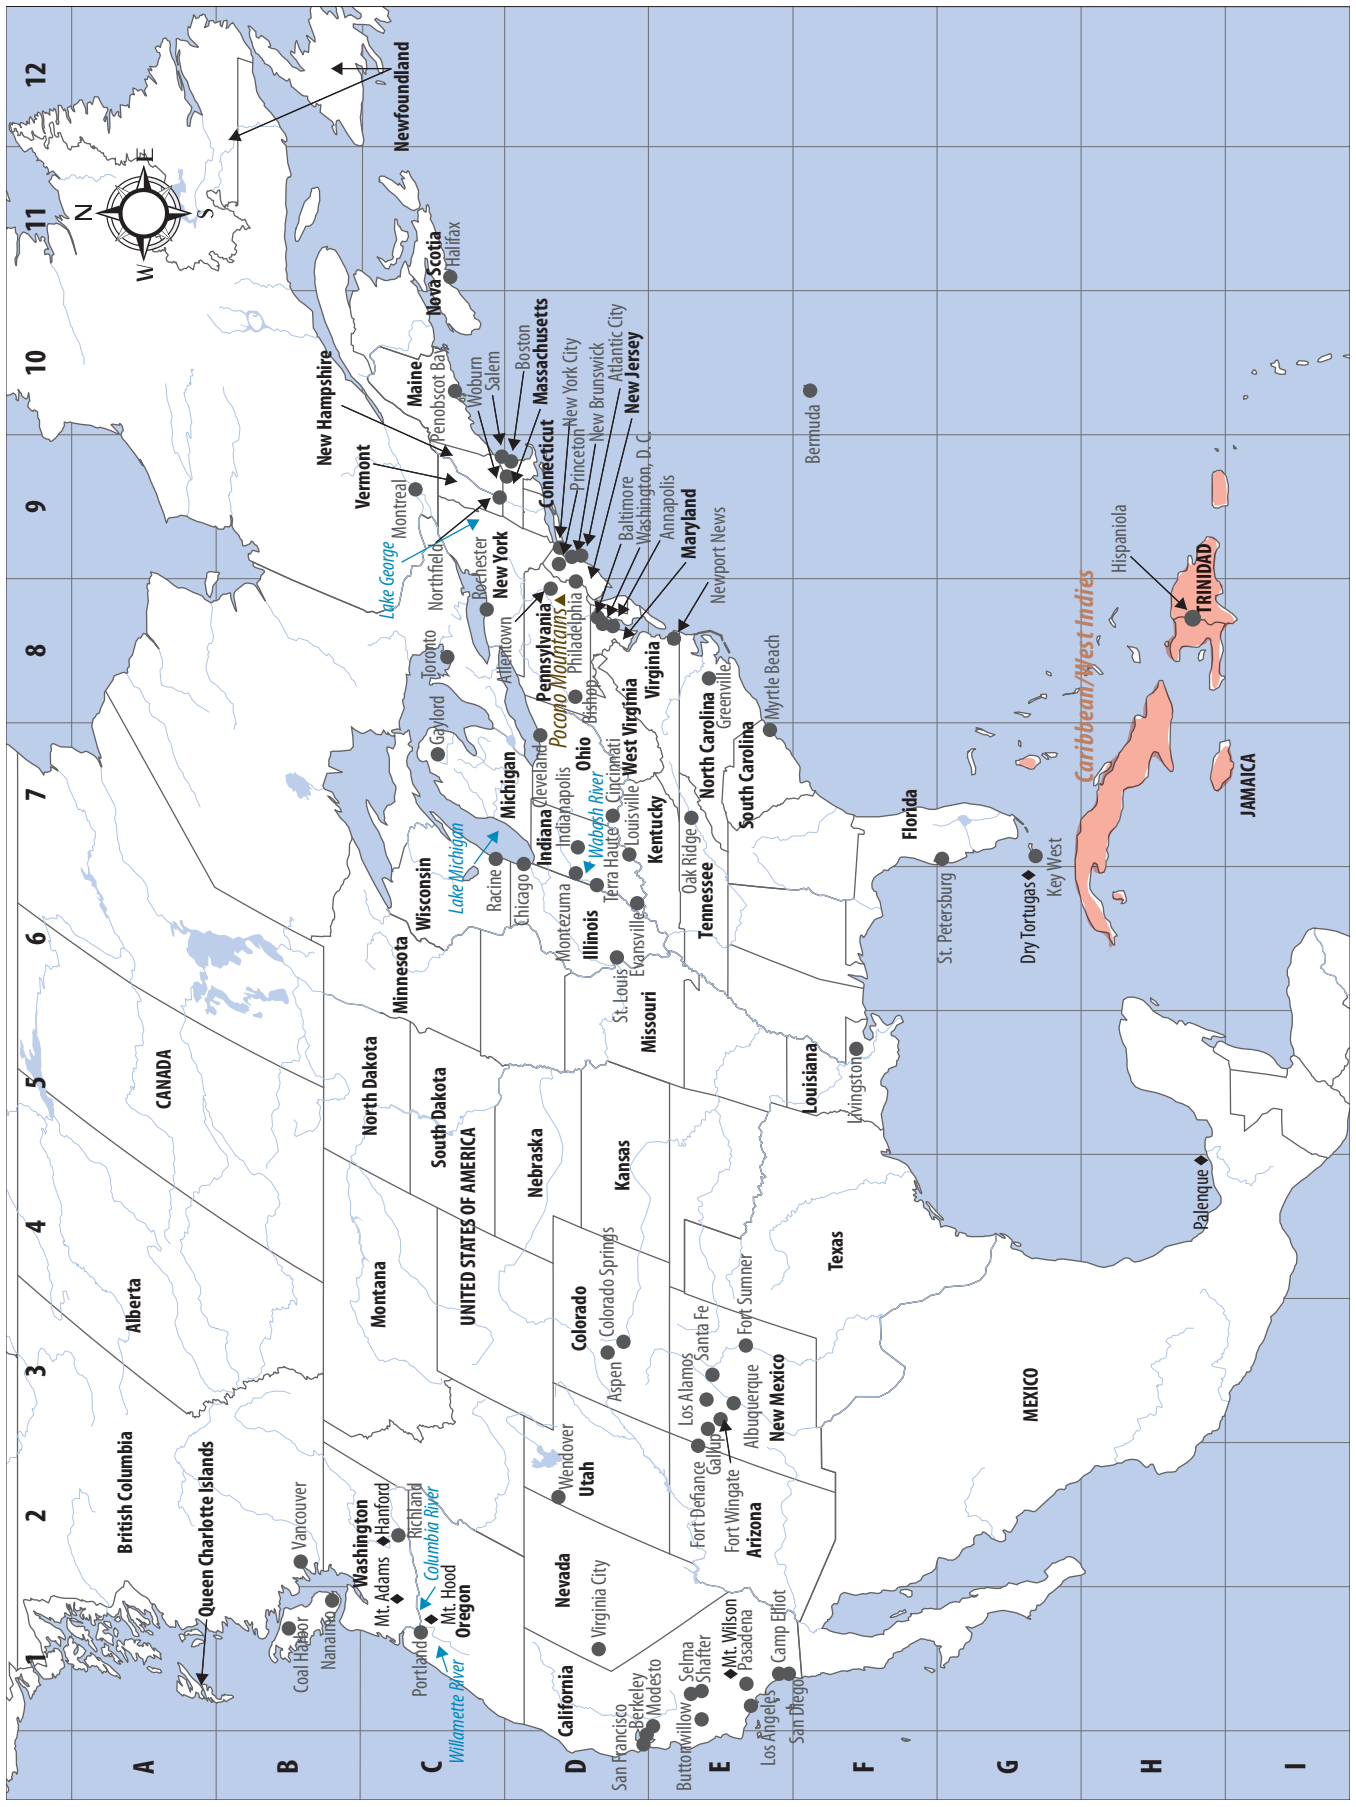 1
2
3
4
5
6
7
8
9
10
11
12
A
B
C
D
E
F
G
H
I
N
E
S
W
CANADA
British Columbia
Alberta
Queen Charlotte Islands
Vancouver
Coal Harbor
Nanaimo
Newfoundland
Washington
Mt. Adams
Hanford
Richland
Columbia River
Mt. Hood
Oregon
Portland
Willamette River
Montana
North Dakota
South Dakota
UNITED STATES OF AMERICA
Minnesota
Wisconsin
Lake Michigan
Racine
Chicago
Michigan
Gaylord
Toronto
Lake George
Montreal
Vermont
New Hampshire
Maine
Penobscot Bay
Nova Scotia
Halifax
Northfield
Rochester
New York
Woburn
Salem
Boston
Massachusetts
Connecticut
New York City
Princeton
New Brunswick
Atlantic City
New Jersey
Allentown
Pennsylvania
Pocono Mountains
Philadelphia
Bishop
Baltimore
Washington, D.C.
Annapolis
Maryland
Newport News
Nebraska
Kansas
Nevada
Virginia City
California
Wendover
Utah
Colorado
Aspen
Colorado Springs
Missouri
St. Louis
Illinois
Montezuma
Indiana
Indianapolis
Wabash River
Terra Haute
Evansville
Cleveland
Ohio
Cincinnati
Louisville
Kentucky
West Virginia
Virginia
San Francisco
Berkeley
Modesto
Buttonwillow
Selma
Shaffer
Mt. Wilson
Pasadena
Los Angeles
Camp Elliot
San Diego
Fort Defiance
Gallup
Fort Wingate
Arizona
Los Alamos
Santa Fe
Albuquerque
Fort Sumner
New Mexico
Texas
Louisiana
Livingston
Tennessee
Oak Ridge
North Carolina
Greenville
South Carolina
Myrtle Beach
Florida
St. Petersburg
Dry Tortugas
Key West
Bermuda
MEXICO
Palenque
Caribbean/West Indies
Hispaniola
TRINIDAD
JAMAICA